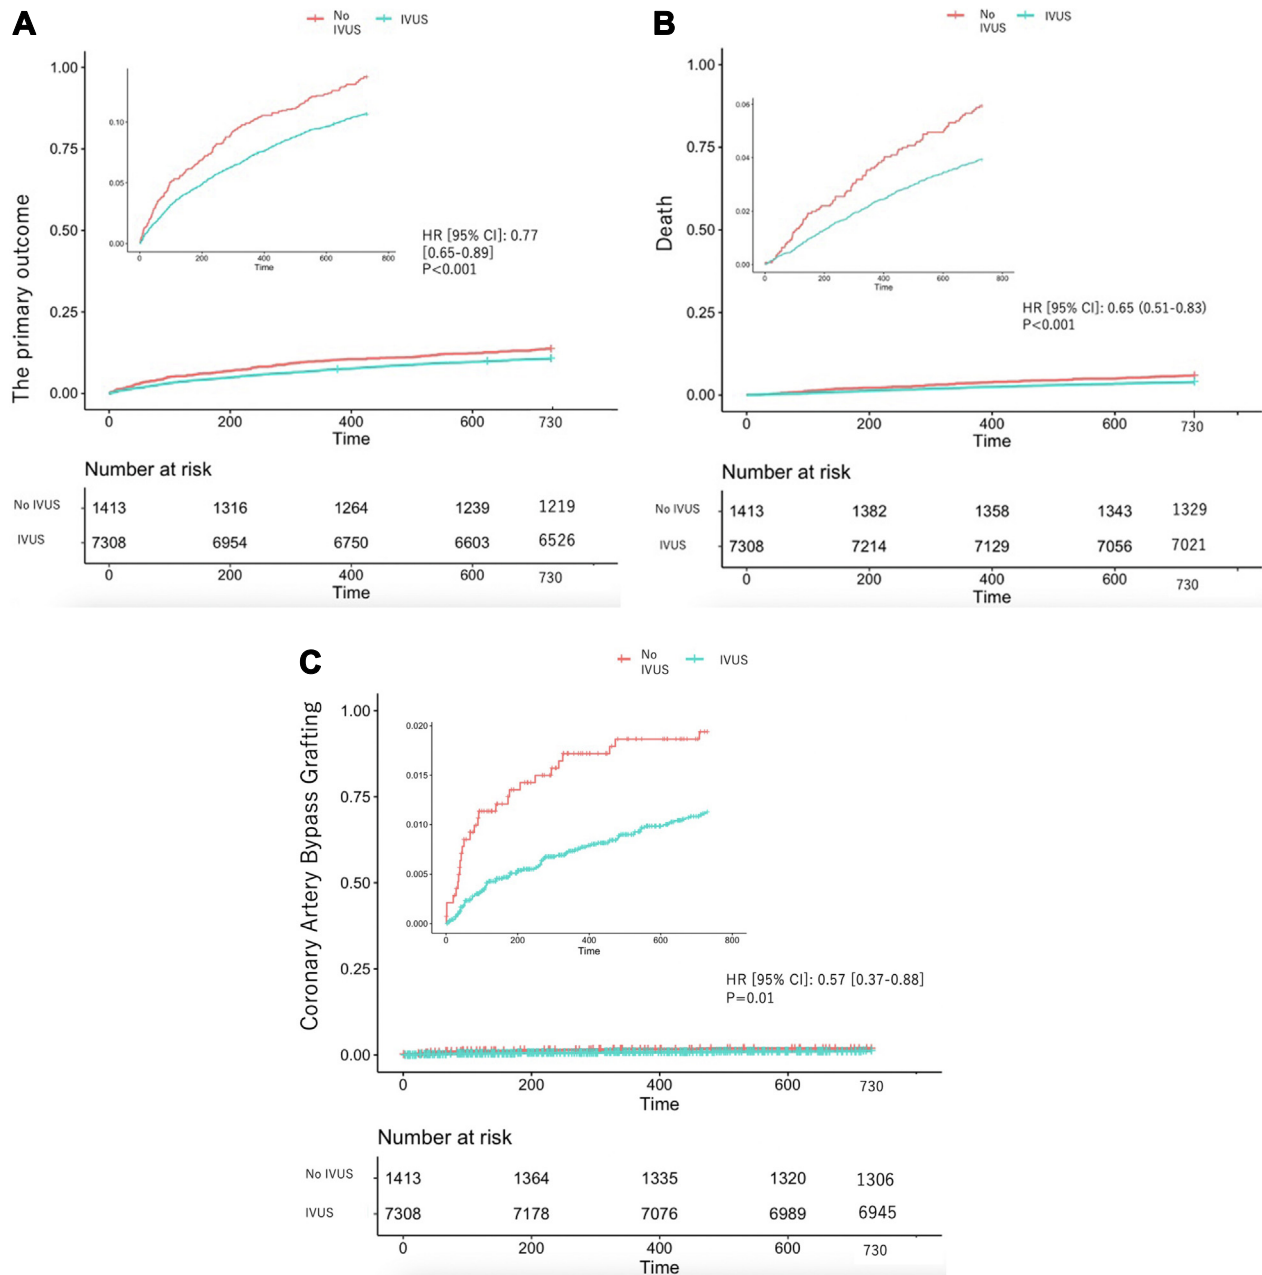 A
No
IVUS
IVUS
The primary outcome
1.00
0.75
0.50
0.25
0.00
0.10
0.05
0.00
0 200 400 600 800
Time
HR [95% CI]: 0.77
[0.65-0.89]
P<0.001
0 200 400 600 730
Time
Number at risk
No IVUS 1413 1316 1264 1239 1219
IVUS 7308 6954 6750 6603 6526
0 200 400 600 730
Time
B
No
IVUS
IVUS
Death
1.00
0.75
0.50
0.25
0.00
0.06
0.04
0.02
0.00
0 200 400 600 800
Time
HR [95% CI]: 0.65 (0.51-0.83)
P<0.001
0 200 400 600 730
Time
Number at risk
No IVUS 1413 1382 1358 1343 1329
IVUS 7308 7214 7129 7056 7021
0 200 400 600 730
Time
C
No
IVUS
IVUS
Coronary Artery Bypass Grafting
1.00
0.75
0.50
0.25
0.00
0.020
0.015
0.010
0.005
0.000
0 200 400 600 800
Time
HR [95% CI]: 0.57 [0.37-0.88]
P=0.01
0 200 400 600 730
Time
Number at risk
No IVUS 1413 1364 1335 1320 1306
IVUS 7308 7178 7076 6989 6945
0 200 400 600 730
Time